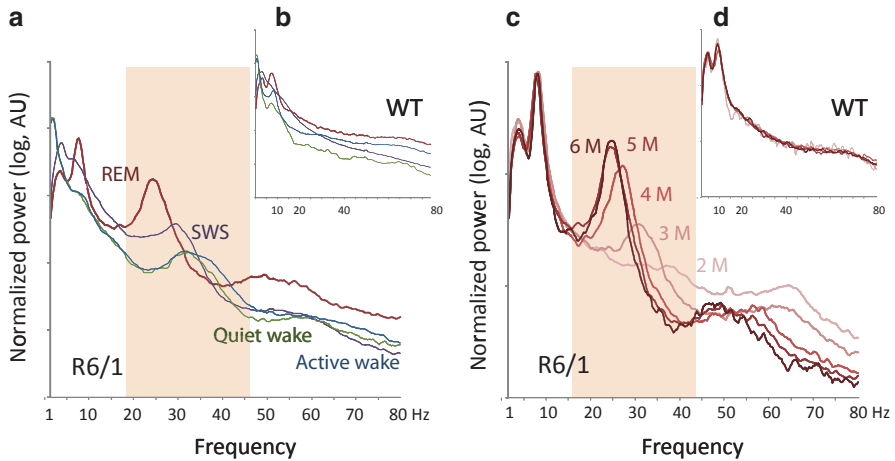 a
b
c
d
Normalized power (log, AU)
REM
SWS
Quiet wake
Active wake
R6/1
1 10 20 30 40 50 60 70 80 Hz
Frequency
WT
10 20 40 80
Normalized power (log, AU)
6 M
5 M
4 M
3 M
2 M
R6/1
1 10 20 30 40 50 60 70 80 Hz
Frequency
WT
10 20 40 60 80